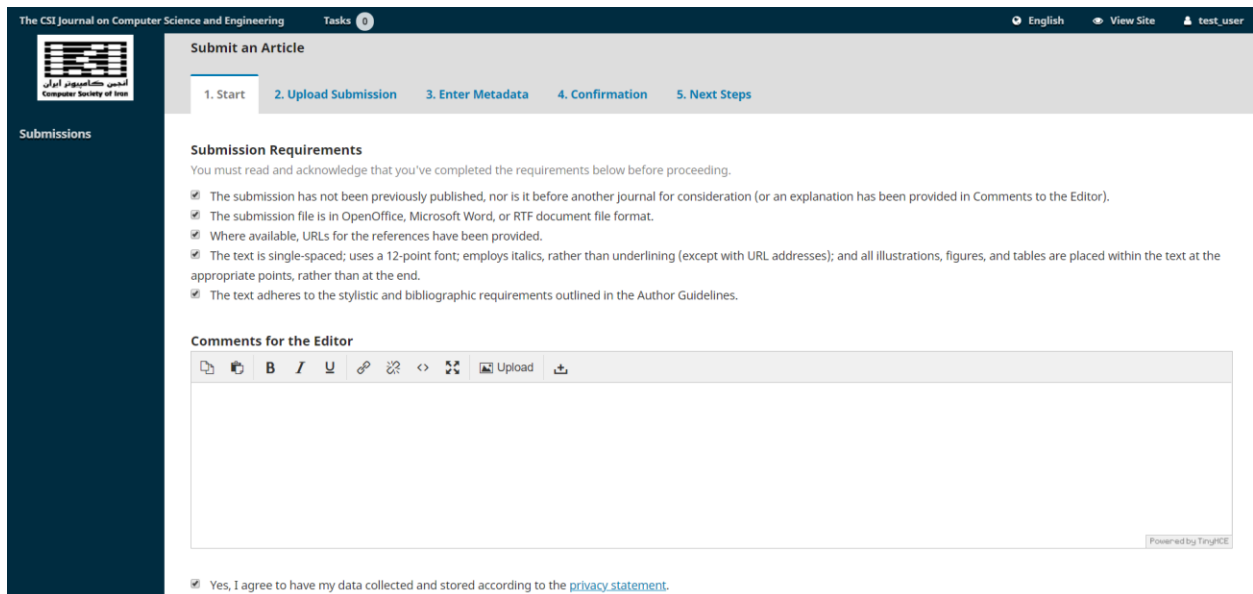 The CSI Journal on Computer Science and Engineering Tasks 0 English View Site test_user
انجمن کامپیوتر ایران
Computer Society of Iran
Submit an Article
1. Start 2. Upload Submission 3. Enter Metadata 4. Confirmation 5. Next Steps
Submissions
Submission Requirements
You must read and acknowledge that you've completed the requirements below before proceeding.
The submission has not been previously published, nor is it before another journal for consideration (or an explanation has been provided in Comments to the Editor).
The submission file is in OpenOffice, Microsoft Word, or RTF document file format.
Where available, URLs for the references have been provided.
The text is single-spaced; uses a 12-point font; employs italics, rather than underlining (except with URL addresses); and all illustrations, figures, and tables are placed within the text at the
appropriate points, rather than at the end.
The text adheres to the stylistic and bibliographic requirements outlined in the Author Guidelines.
Comments for the Editor
B I U Upload
Powered by TinyMCE
Yes, I agree to have my data collected and stored according to the privacy statement.